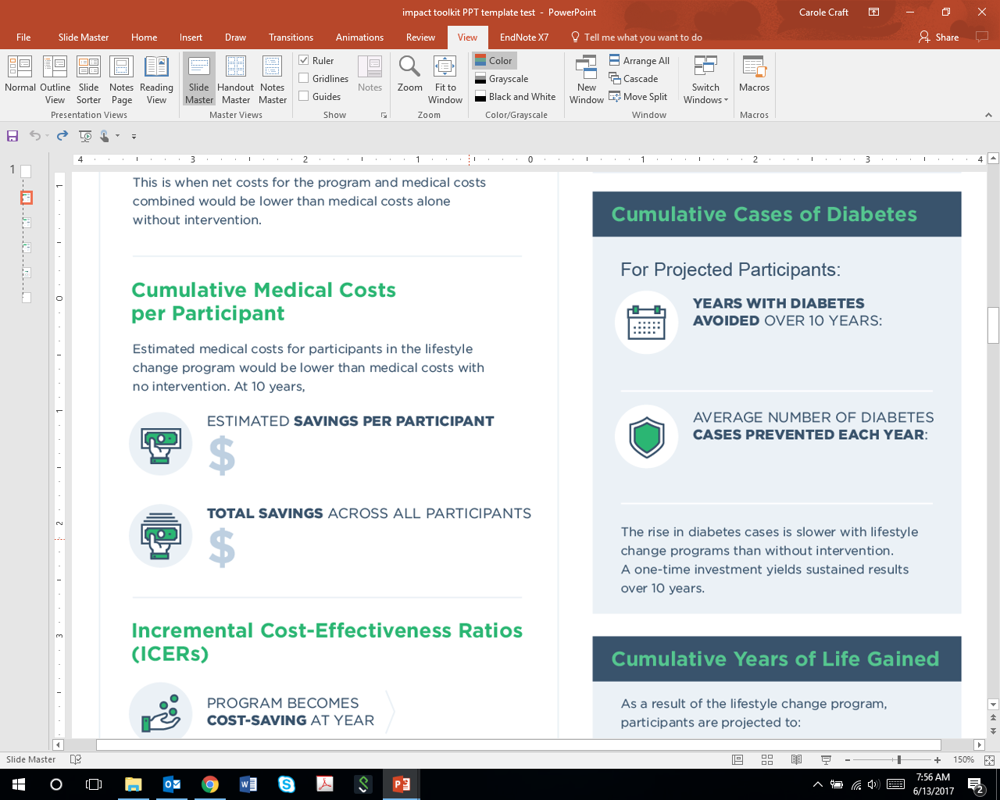 impact toolkit PPT template test - PowerPoint
Carole Craft
File
Slide Master
Home
Insert
Draw
Transitions
Animations
Review
View
EndNote X7
Tell me what you want to do
Share
Normal
Outline View
Slide Sorter
Notes Page
Reading View
Presentation Views
Slide Master
Handout Master
Notes Master
Master Views
Ruler
Gridlines
Guides
Notes
Show
Zoom
Fit to Window
Zoom
Color
Grayscale
Black and White
Color/Grayscale
New Window
Arrange All
Cascade
Move Split
Switch Windows
Window
Macros
Macros
4 3 2 1 0 1 2 3 4
1
1
0
1
2
3
This is when net costs for the program and medical costs
combined would be lower than medical costs alone
without intervention.
Cumulative Medical Costs
per Participant
Estimated medical costs for participants in the lifestyle
change program would be lower than medical costs with
no intervention. At 10 years,
ESTIMATED SAVINGS PER PARTICIPANT
$
TOTAL SAVINGS ACROSS ALL PARTICIPANTS
$
Incremental Cost-Effectiveness Ratios
(ICERs)
PROGRAM BECOMES
COST-SAVING AT YEAR
Cumulative Cases of Diabetes
For Projected Participants:
YEARS WITH DIABETES
AVOIDED OVER 10 YEARS:
AVERAGE NUMBER OF DIABETES
CASES PREVENTED EACH YEAR:
The rise in diabetes cases is slower with lifestyle
change programs than without intervention.
A one-time investment yields sustained results
over 10 years.
Cumulative Years of Life Gained
As a result of the lifestyle change program,
participants are projected to:
Slide Master
150%
7:56 AM
6/13/2017
2